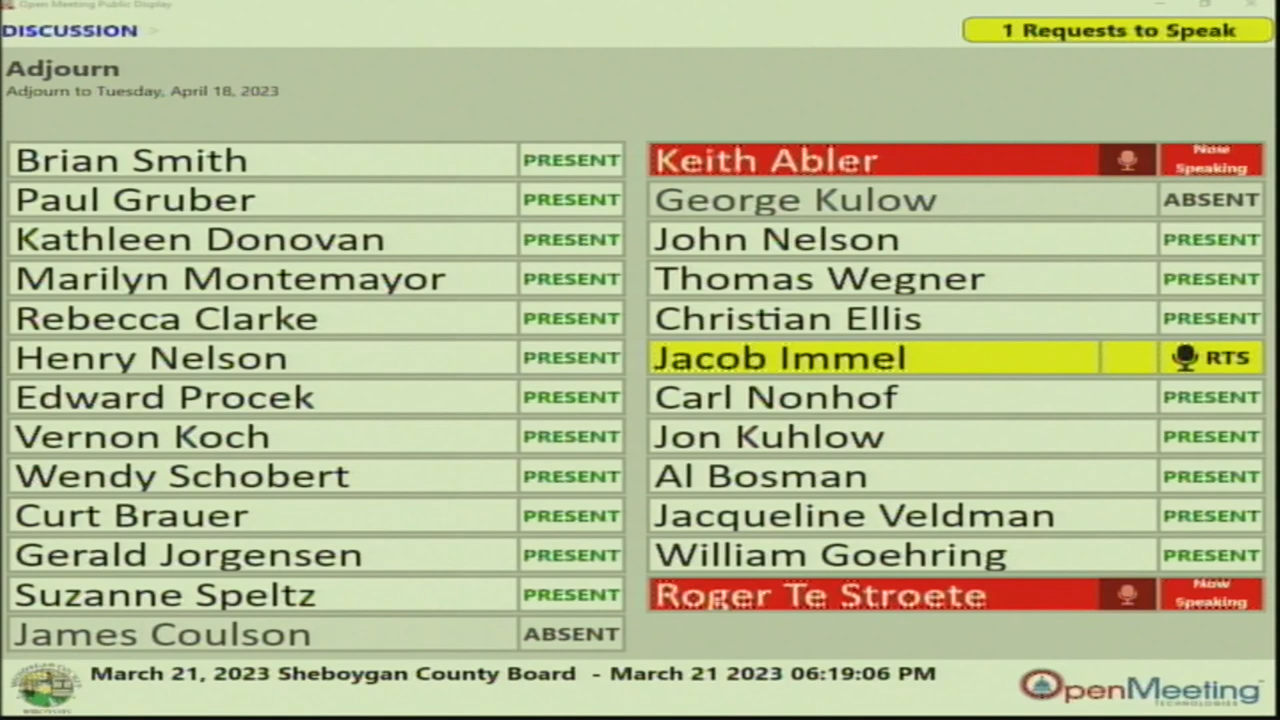 Open Meeting Public Display
DISCUSSION >
1 Requests to Speak
Adjourn
Adjourn to Tuesday, April 18, 2023
Brian Smith PRESENT
Paul Gruber PRESENT
Kathleen Donovan PRESENT
Marilyn Montemayor PRESENT
Rebecca Clarke PRESENT
Henry Nelson PRESENT
Edward Procek PRESENT
Vernon Koch PRESENT
Wendy Schobert PRESENT
Curt Brauer PRESENT
Gerald Jorgensen PRESENT
Suzanne Speltz PRESENT
James Coulson ABSENT
Keith Abler Now Speaking
George Kulow ABSENT
John Nelson PRESENT
Thomas Wegner PRESENT
Christian Ellis PRESENT
Jacob Immel RTS
Carl Nonhof PRESENT
Jon Kuhlow PRESENT
Al Bosman PRESENT
Jacqueline Veldman PRESENT
William Goehring PRESENT
Roger Te Stroete Now Speaking
March 21, 2023 Sheboygan County Board - March 21 2023 06:19:06 PM
OpenMeeting
TECHNOLOGIES